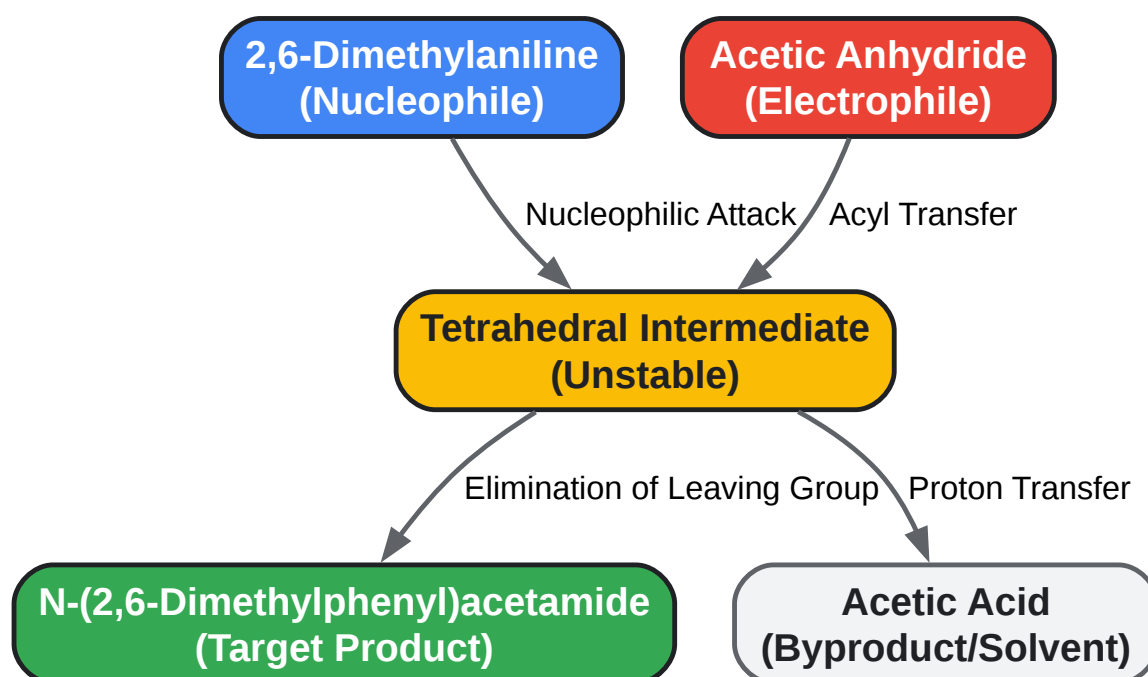 2,6-Dimethylaniline
(Nucleophile)
Acetic Anhydride
(Electrophile)
Nucleophilic Attack
Acyl Transfer
Tetrahedral Intermediate
(Unstable)
Elimination of Leaving Group
Proton Transfer
N-(2,6-Dimethylphenyl)acetamide
(Target Product)
Acetic Acid
(Byproduct/Solvent)